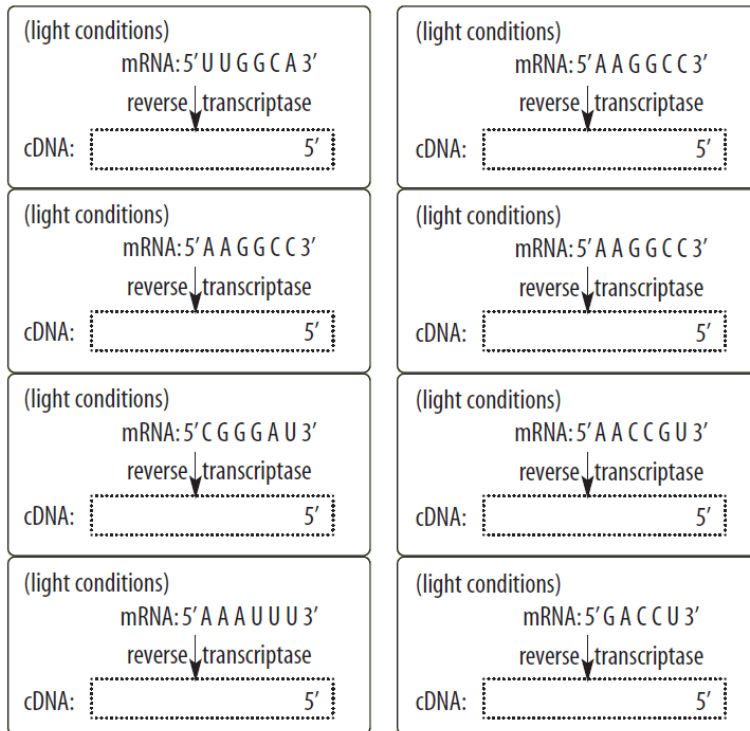 (light conditions)
mRNA: 5′ U U G G C A 3′
reverse transcriptase
cDNA: 5′
(light conditions)
mRNA: 5′ A A G G C C 3′
reverse transcriptase
cDNA: 5′
(light conditions)
mRNA: 5′ A A G G C C 3′
reverse transcriptase
cDNA: 5′
(light conditions)
mRNA: 5′ A A G G C C 3′
reverse transcriptase
cDNA: 5′
(light conditions)
mRNA: 5′ C G G G A U 3′
reverse transcriptase
cDNA: 5′
(light conditions)
mRNA: 5′ A A C C G U 3′
reverse transcriptase
cDNA: 5′
(light conditions)
mRNA: 5′ A A A U U U 3′
reverse transcriptase
cDNA: 5′
(light conditions)
mRNA: 5′ G A C C U 3′
reverse transcriptase
cDNA: 5′